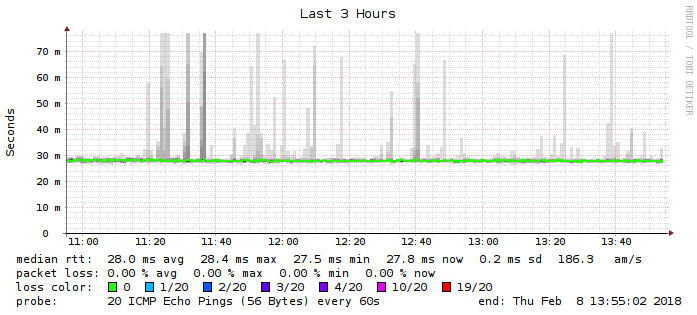 Last 3 Hours
RRDTOOL / TOBI OETIKER
Seconds
70 m
60 m
50 m
40 m
30 m
20 m
10 m
0
11:00 11:20 11:40 12:00 12:20 12:40 13:00 13:20 13:40
median rtt: 28.0 ms avg 28.4 ms max 27.5 ms min 27.8 ms now 0.2 ms sd 186.3 am/s
packet loss: 0.00 % avg 0.00 % max 0.00 % min 0.00 % now
loss color: 0 1/20 2/20 3/20 4/20 10/20 19/20
probe: 20 ICMP Echo Pings (56 Bytes) every 60s end: Thu Feb 8 13:55:02 2018